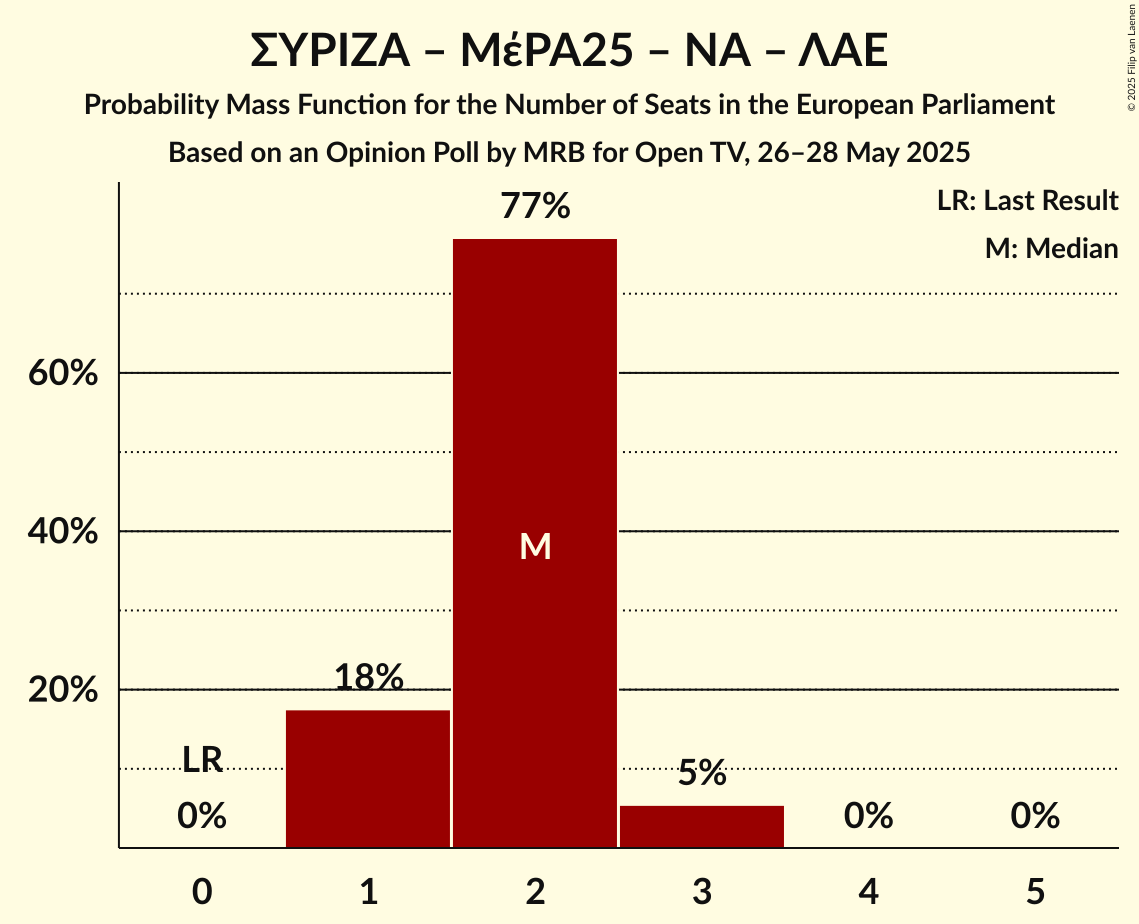 ΣΥΡΙΖΑ – ΜέΡΑ25 – ΝΑ – ΛΑΕ
Probability Mass Function for the Number of Seats in the European Parliament
Based on an Opinion Poll by MRB for Open TV, 26–28 May 2025
© 2025 Filip van Laenen
LR: Last Result
M: Median
77%
60%
40%
M
18%
20%
LR
5%
0%
0%
0%
0 1 2 3 4 5